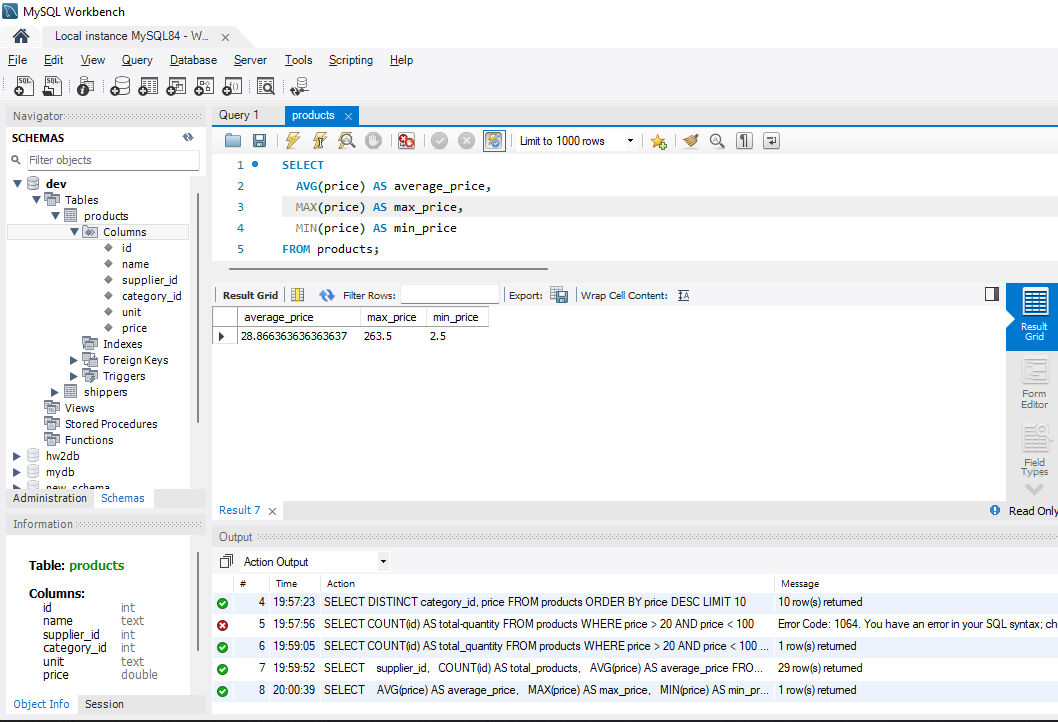 MySQL Workbench
Local instance MySQL84 - W...
File Edit View Query Database Server Tools Scripting Help
Navigator
SCHEMAS
Filter objects
dev
Tables
products
Columns
id
name
supplier_id
category_id
unit
price
Indexes
Foreign Keys
Triggers
shippers
Views
Stored Procedures
Functions
hw2db
mydb
new_schema
Administration Schemas
Information
Table: products
Columns:
id int
name text
supplier_id int
category_id int
unit text
price double
Object Info Session
Query 1 products
Limit to 1000 rows
1 SELECT
2 AVG(price) AS average_price,
3 MAX(price) AS max_price,
4 MIN(price) AS min_price
5 FROM products;
Result Grid Filter Rows: Export: Wrap Cell Content:
average_price max_price min_price
28.866363636363637 263.5 2.5
Result Grid
Form Editor
Field Types
Result 7
Read Only
Output
Action Output
# Time Action Message
4 19:57:23 SELECT DISTINCT category_id, price FROM products ORDER BY price DESC LIMIT 10 10 row(s) returned
5 19:57:56 SELECT COUNT(id) AS total-quantity FROM products WHERE price > 20 AND price < 100 Error Code: 1064. You have an error in your SQL syntax; ch
6 19:59:05 SELECT COUNT(id) AS total_quantity FROM products WHERE price > 20 AND price < 100 ... 1 row(s) returned
7 19:59:52 SELECT supplier_id, COUNT(id) AS total_products, AVG(price) AS average_price FRO... 29 row(s) returned
8 20:00:39 SELECT AVG(price) AS average_price, MAX(price) AS max_price, MIN(price) AS min_pr... 1 row(s) returned